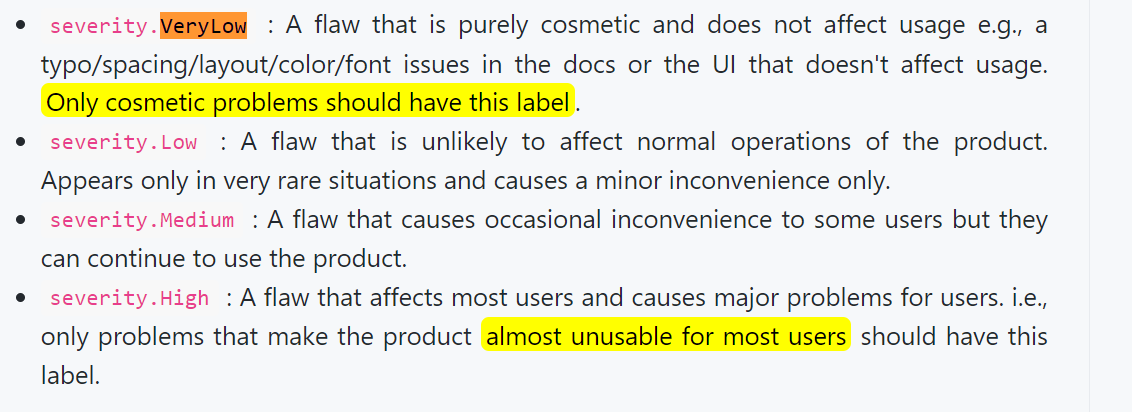 severity.VeryLow : A flaw that is purely cosmetic and does not affect usage e.g., a
typo/spacing/layout/color/font issues in the docs or the UI that doesn't affect usage.
Only cosmetic problems should have this label.
severity.Low : A flaw that is unlikely to affect normal operations of the product.
Appears only in very rare situations and causes a minor inconvenience only.
severity.Medium : A flaw that causes occasional inconvenience to some users but they
can continue to use the product.
severity.High : A flaw that affects most users and causes major problems for users. i.e.,
only problems that make the product almost unusable for most users should have this
label.